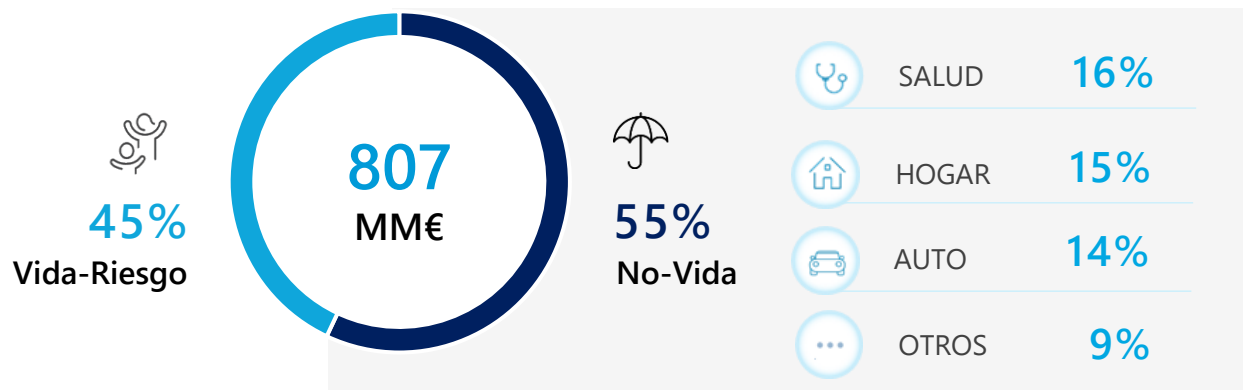 45%
Vida-Riesgo
807
MM€
55%
No-Vida
SALUD 16%
HOGAR 15%
AUTO 14%
OTROS 9%